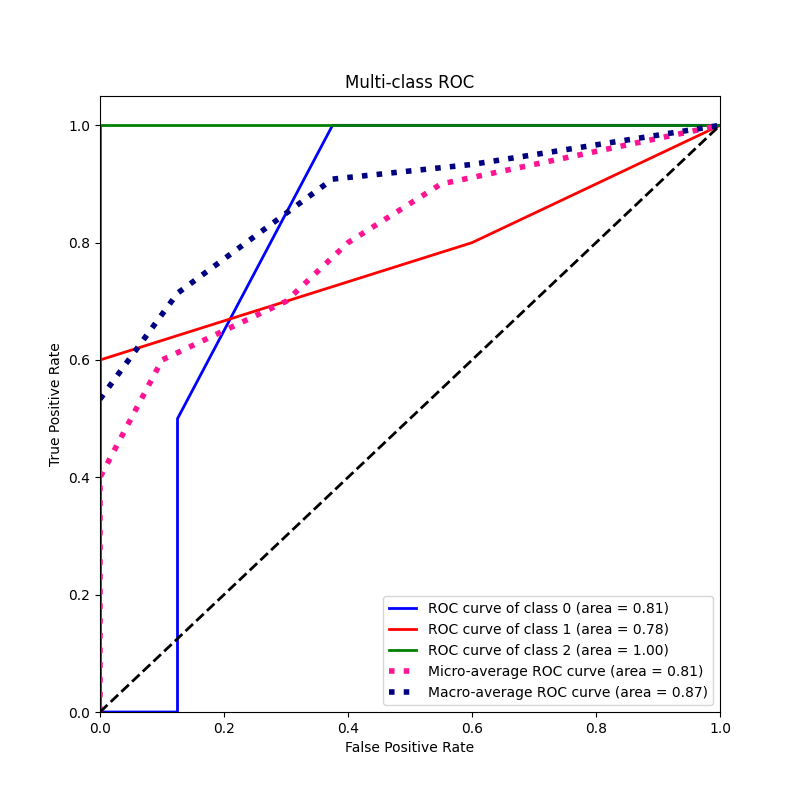 Multi-class ROC
1.0
0.8
0.6
0.4
0.2
0.0
True Positive Rate
0.0 0.2 0.4 0.6 0.8 1.0
False Positive Rate
ROC curve of class 0 (area = 0.81)
ROC curve of class 1 (area = 0.78)
ROC curve of class 2 (area = 1.00)
Micro-average ROC curve (area = 0.81)
Macro-average ROC curve (area = 0.87)